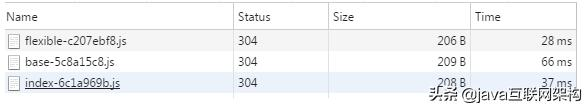 Name Status Size Time
flexible-c207ebf8.js 304 206 B 28 ms
base-5c8a15c8.js 304 209 B 66 ms
index-6c1a969b.js 304 208 B 37 ms
头条 @java互联网架构